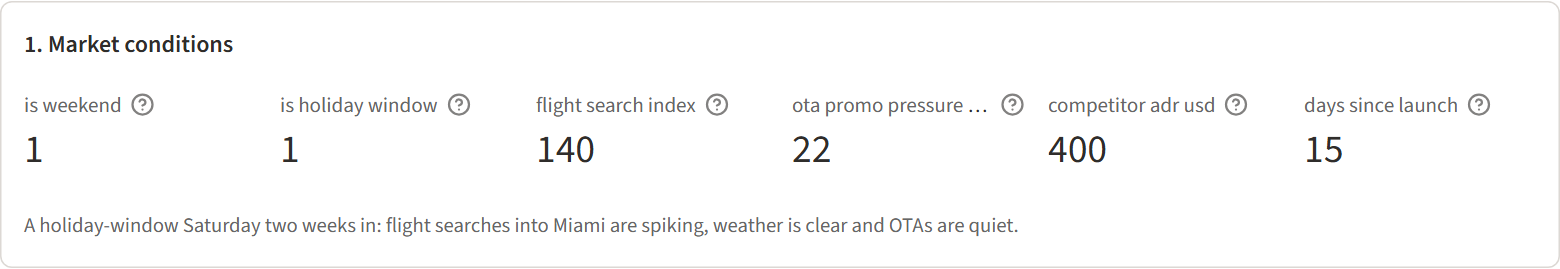 1. Market conditions
is weekend ? is holiday window ? flight search index ? ota promo pressure ... ? competitor adr usd ? days since launch ?
1 1 140 22 400 15
A holiday-window Saturday two weeks in: flight searches into Miami are spiking, weather is clear and OTAs are quiet.